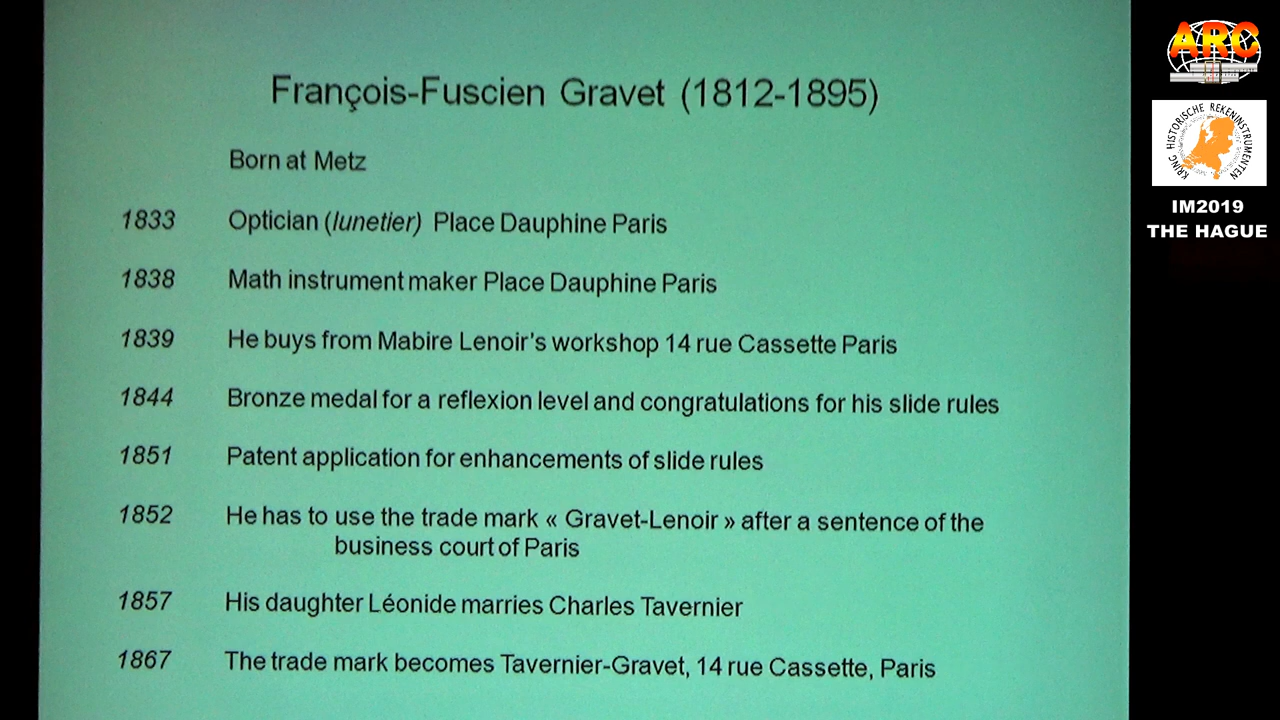 François-Fuscien Gravet (1812-1895)
Born at Metz
1833 Optician (lunetier) Place Dauphine Paris
1838 Math instrument maker Place Dauphine Paris
1839 He buys from Mabire Lenoir's workshop 14 rue Cassette Paris
1844 Bronze medal for a reflexion level and congratulations for his slide rules
1851 Patent application for enhancements of slide rules
1852 He has to use the trade mark « Gravet-Lenoir » after a sentence of the
business court of Paris
1857 His daughter Léonide marries Charles Tavernier
1867 The trade mark becomes Tavernier-Gravet, 14 rue Cassette, Paris
ARC
KRING HISTORISCHE REKENINSTRUMENTEN
IM2019
THE HAGUE